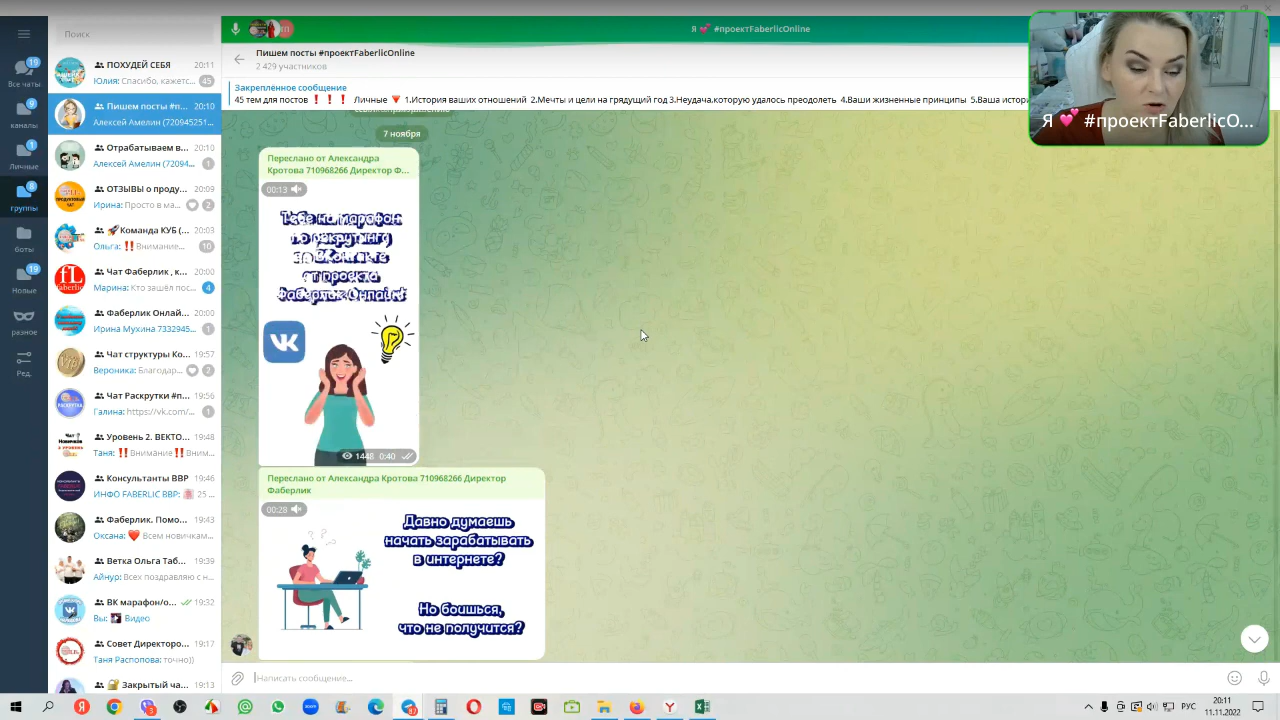 Поиск
19
Все чаты
9
каналы
1
Личные
8
группы
боты
19
Новые
разное
Ред.
ПОХУДЕЙ СЕБЯ 20:11
Юлия: Спасибо, кажетс... 45
Пишем посты #п... 20:10
Алексей Амелин (720945251...
Отрабатываем в... 20:10
Алексей Амелин (72094... 1
ОТЗЫВЫ о проду... 20:09
Ирина: Просто в ма... 2
🚀Команда КУБ (... 20:03
Ольга: ‼️Внимание... 10
Чат Фаберлик , к... 20:00
Марина: Кто зашёл пос... 4
Фаберлик Онлай... 20:00
Ирина Мухина 7332945... 1
Чат структуры Ко... 19:57
Вероника: Благодар... 2
Чат Раскрутки #п... 19:56
Галина: https://vk.com/... 1
Уровень 2. ВЕКТО... 19:48
Таня: ‼️Внимание‼️Вним...
Консультанты ВВР 19:46
ИНФО FABERLIC ВВР: 25 ...
Фаберлик. Помо... 19:43
Оксана: ❤️ Всем новичкам...
Ветка Ольга Таб... 19:39
Айнур: Всех поздравляю с н...
ВК марафон/о... 19:32
Вы: Видео
Совет Директоро... 19:17
Таня Распопова: точно))
Закрытый ча... 19:13
Я 💕 #проектFaberlicOnline
Пишем посты #проектFaberlicOnline
2 429 участников
Закреплённое сообщение
45 тем для постов ❗ ❗ ❗ Личные 🔻 1.История ваших отношений 2.Мечты и цели на грядущий год 3.Неудача,которую удалось преодолеть 4.Ваши жизненные принципы 5.Ваша истори
7 ноября
Переслано от Александра
Кротова 710968266 Директор Ф...
00:13
Тебе на марафон
по рекрутингу
от проекта
Фаберлик Онлайн!
1448 0:40
Переслано от Александра Кротова 710968266 Директор
Фаберлик
00:28
Давно думаешь
начать зарабатывать
в интернете?
Но боишься,
что не получится?
Написать сообщение...
Я 💕 #проектFaberlicO...
РУС
20:11
11.11.2022